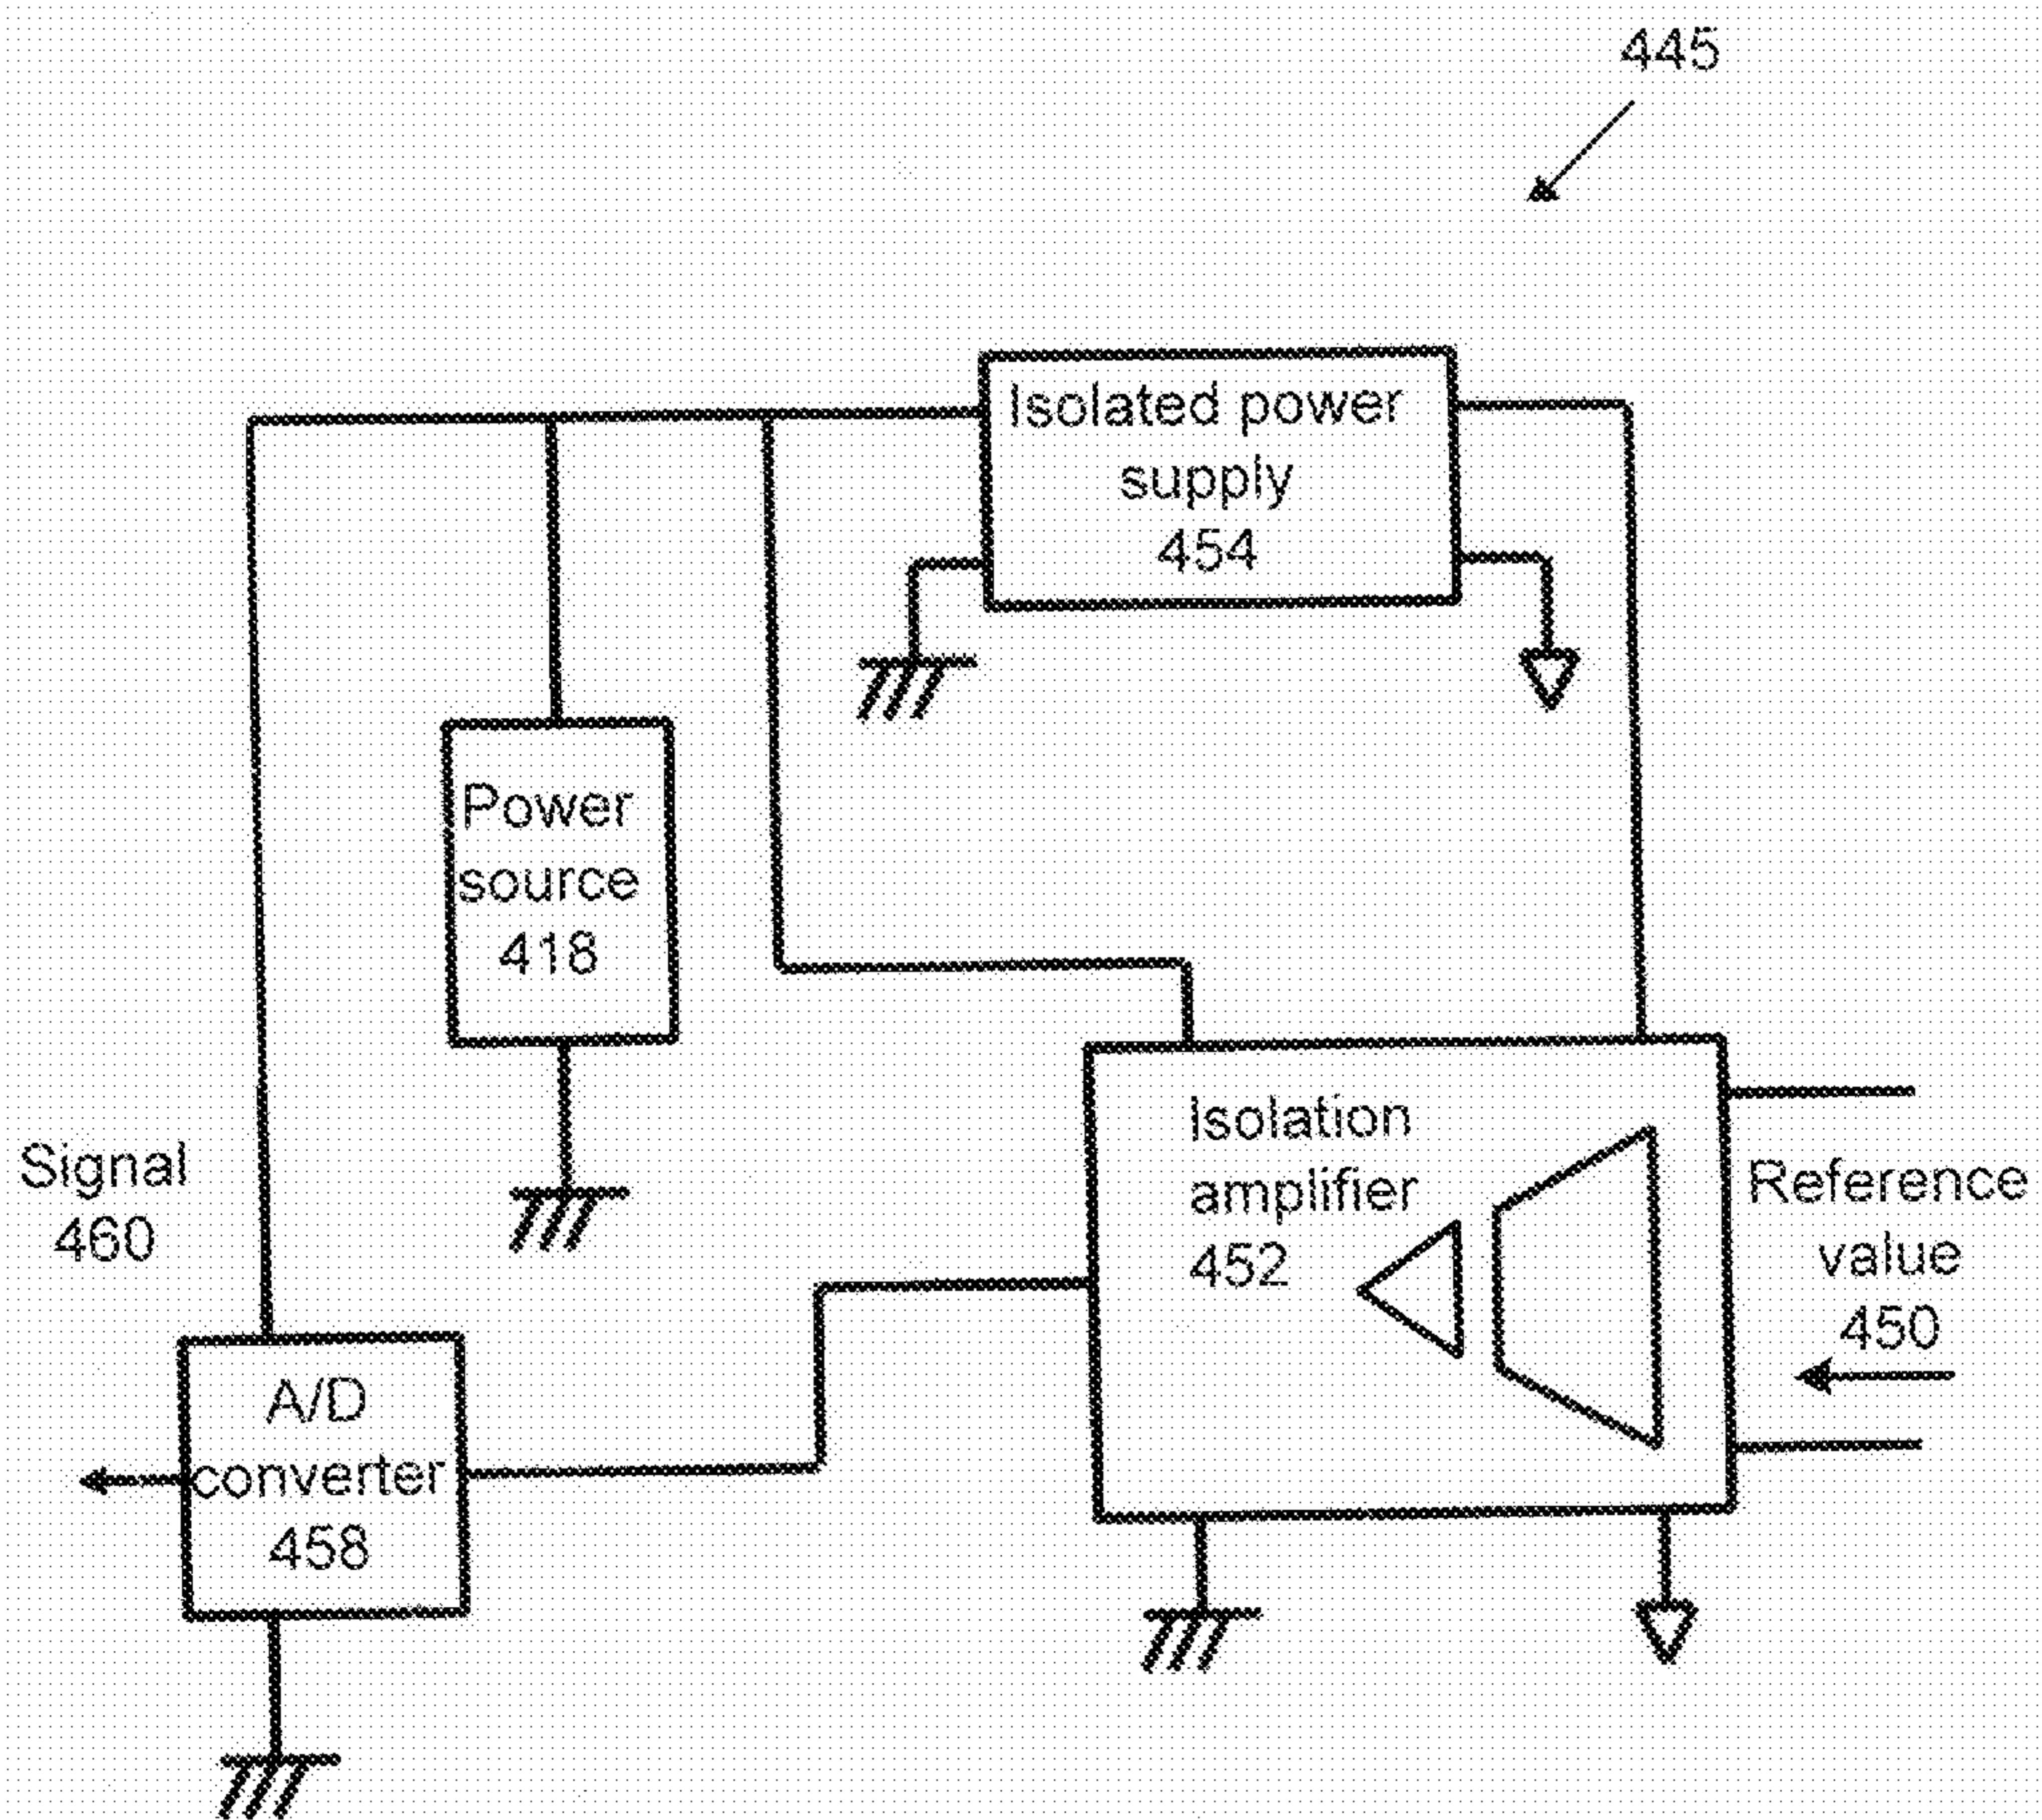 445
Isolated power
supply
454
Power
source
418
Isolation
amplifier
452
Reference
value
450
Signal
460
A/D
converter
458